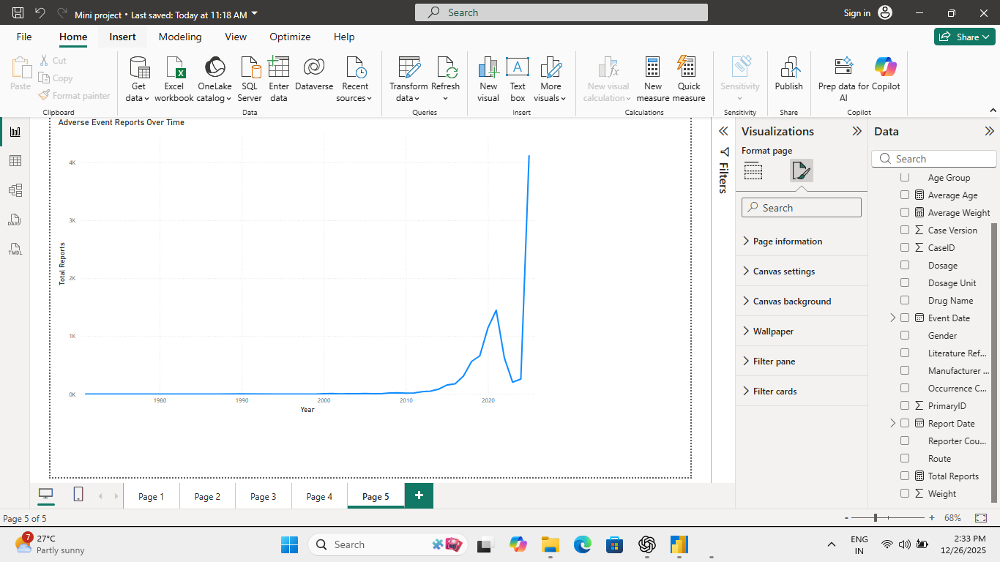 Mini project • Last saved: Today at 11:18 AM
Search
Sign in
File
Home
Insert
Modeling
View
Optimize
Help
Share
Paste
Cut
Copy
Format painter
Clipboard
Get data
Excel workbook
OneLake catalog
SQL Server
Enter data
Dataverse
Recent sources
Data
Transform data
Refresh
Queries
New visual
Text box
More visuals
Insert
New visual calculation
New measure
Quick measure
Calculations
Sensitivity
Sensitivity
Publish
Share
Prep data for AI
Copilot
Copilot
DAX
TMDL
Adverse Event Reports Over Time
Total Reports
4K
3K
2K
1K
0K
1980
1990
2000
2010
2020
Year
Filters
Visualizations
Format page
Search
Page information
Canvas settings
Canvas background
Wallpaper
Filter pane
Filter cards
Data
Search
Age Group
Average Age
Average Weight
Case Version
CaseID
Dosage
Dosage Unit
Drug Name
Event Date
Gender
Literature Ref...
Manufacturer ...
Occurrence C...
PrimaryID
Report Date
Reporter Cou...
Route
Total Reports
Weight
Page 1
Page 2
Page 3
Page 4
Page 5
Page 5 of 5
- + 68%
7
27°C
Partly sunny
Search
ENG
IN
2:33 PM
12/26/2025